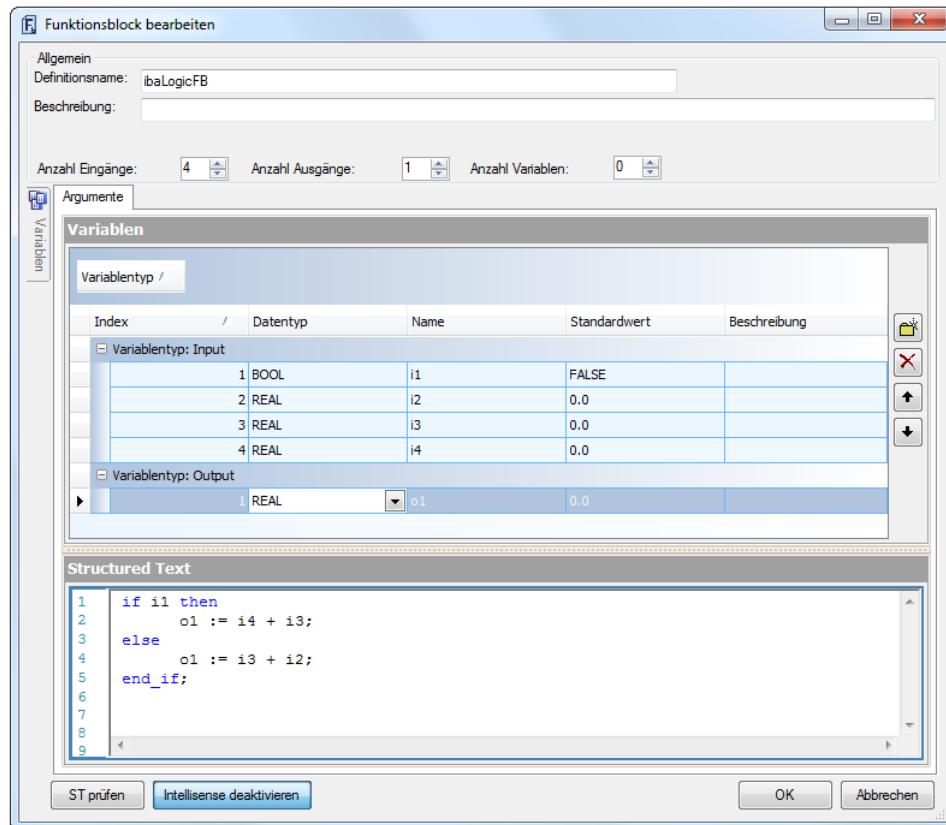 Funktionsblock bearbeiten
Allgemein
Definitionsname: ibaLogicFB
Beschreibung:
Anzahl Eingänge: 4 Anzahl Ausgänge: 1 Anzahl Variablen: 0
Variablen
Argumente
Variablen
Variablentyp /
Index / Datentyp Name Standardwert Beschreibung
Variablentyp: Input
1 BOOL i1 FALSE
2 REAL i2 0.0
3 REAL i3 0.0
4 REAL i4 0.0
Variablentyp: Output
1 REAL o1 0.0
Structured Text
1 if i1 then
2 o1 := i4 + i3;
3 else
4 o1 := i3 + i2;
5 end_if;
6
7
8
9
ST prüfen Intellisense deaktivieren OK Abbrechen